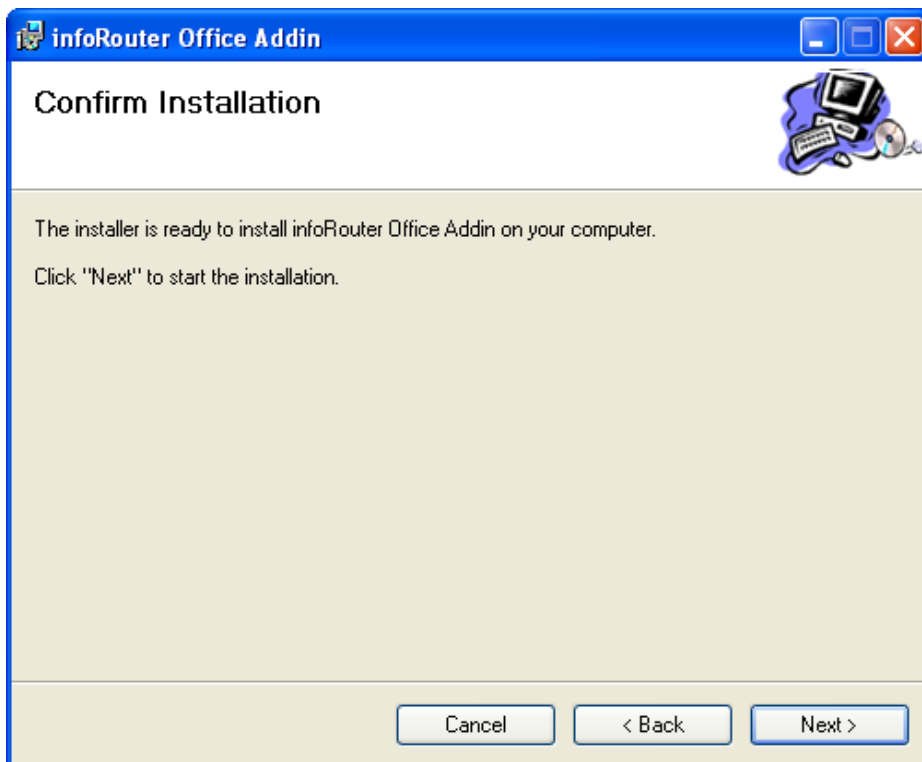 infoRouter Office Addin
Confirm Installation
The installer is ready to install infoRouter Office Addin on your computer.
Click "Next" to start the installation.
Cancel
< Back
Next >